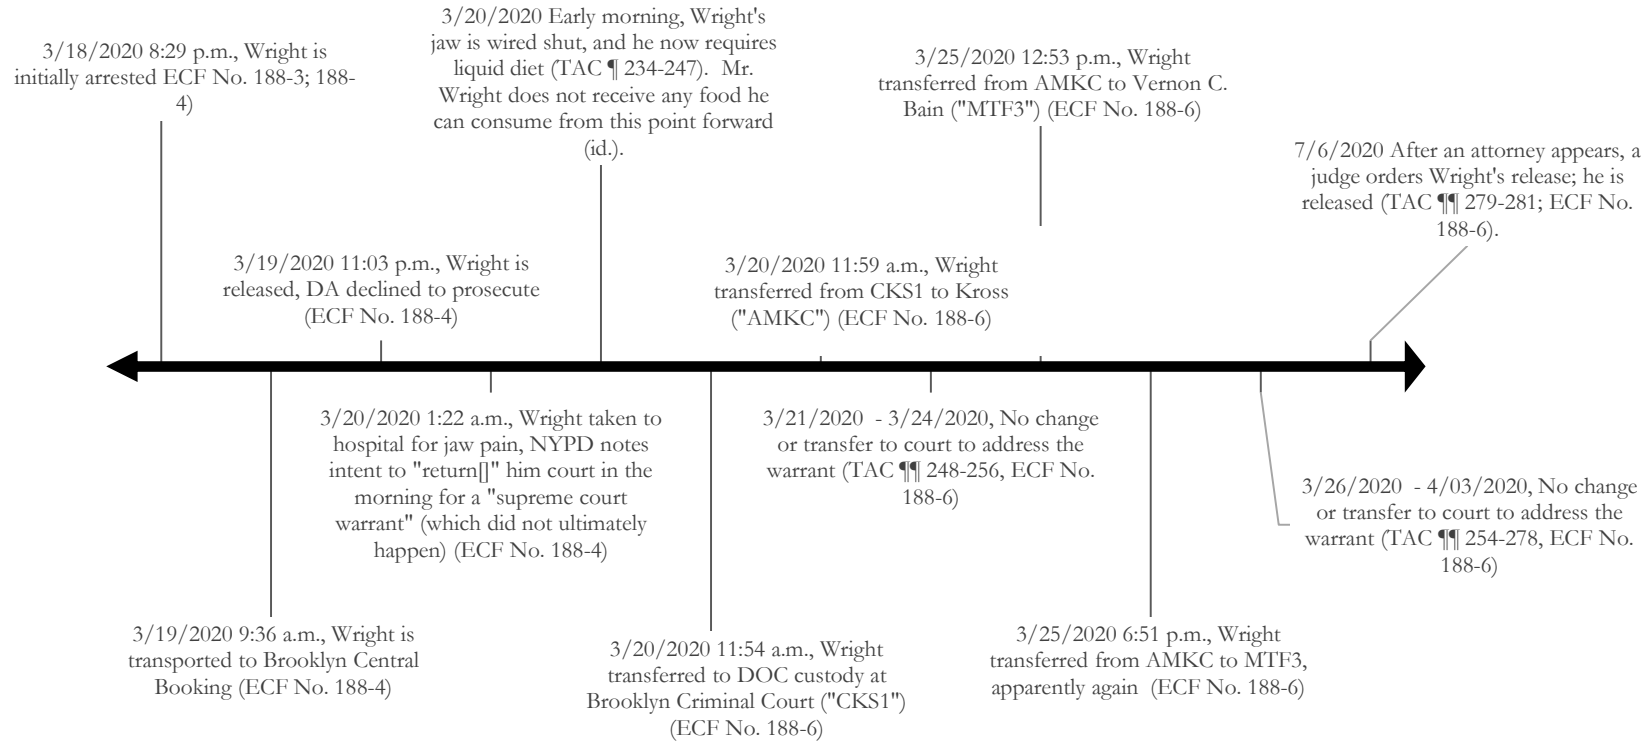 3/18/2020 8:29 p.m., Wright is
initially arrested ECF No. 188-3; 188-
4)
3/19/2020 9:36 a.m., Wright is
transported to Brooklyn Central
Booking (ECF No. 188-4)
3/19/2020 11:03 p.m., Wright is
released, DA declined to prosecute
(ECF No. 188-4)
3/20/2020 1:22 a.m., Wright taken to
hospital for jaw pain, NYPD notes
intent to "return[]" him court in the
morning for a "supreme court
warrant" (which did not ultimately
happen) (ECF No. 188-4)
3/20/2020 Early morning, Wright's
jaw is wired shut, and he now requires
liquid diet (TAC ¶ 234-247).  Mr.
Wright does not receive any food he
can consume from this point forward
(id.).
3/20/2020 11:54 a.m., Wright
transferred to DOC custody at
Brooklyn Criminal Court ("CKS1")
(ECF No. 188-6)
3/20/2020 11:59 a.m., Wright
transferred from CKS1 to Kross
("AMKC") (ECF No. 188-6)
3/21/2020  - 3/24/2020, No change
or transfer to court to address the
warrant (TAC ¶¶ 248-256, ECF No.
188-6)
3/25/2020 12:53 p.m., Wright
transferred from AMKC to Vernon C.
Bain ("MTF3") (ECF No. 188-6)
3/25/2020 6:51 p.m., Wright
transferred from AMKC to MTF3,
apparently again  (ECF No. 188-6)
3/26/2020  - 4/03/2020, No change
or transfer to court to address the
warrant (TAC ¶¶ 254-278, ECF No.
188-6)
7/6/2020 After an attorney appears, a
judge orders Wright's release; he is
released (TAC ¶¶ 279-281; ECF No.
188-6).